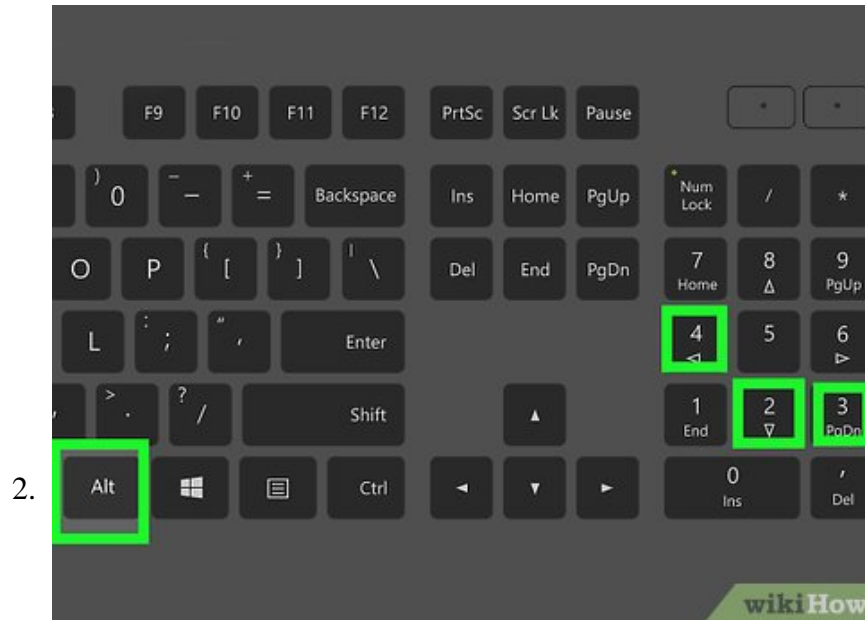 F9 F10 F11 F12 PrtSc Scr Lk Pause
) 0 _ - + = Backspace Ins Home PgUp Num Lock / *
O P { [ } ] | \ Del End PgDn 7 Home 8 9 PgUp
L : ; " ' Enter 4 5 6
, > . ? / Shift 1 End 2 3 PgDn
2. Alt Ctrl 0 Ins , Del
wikiHow